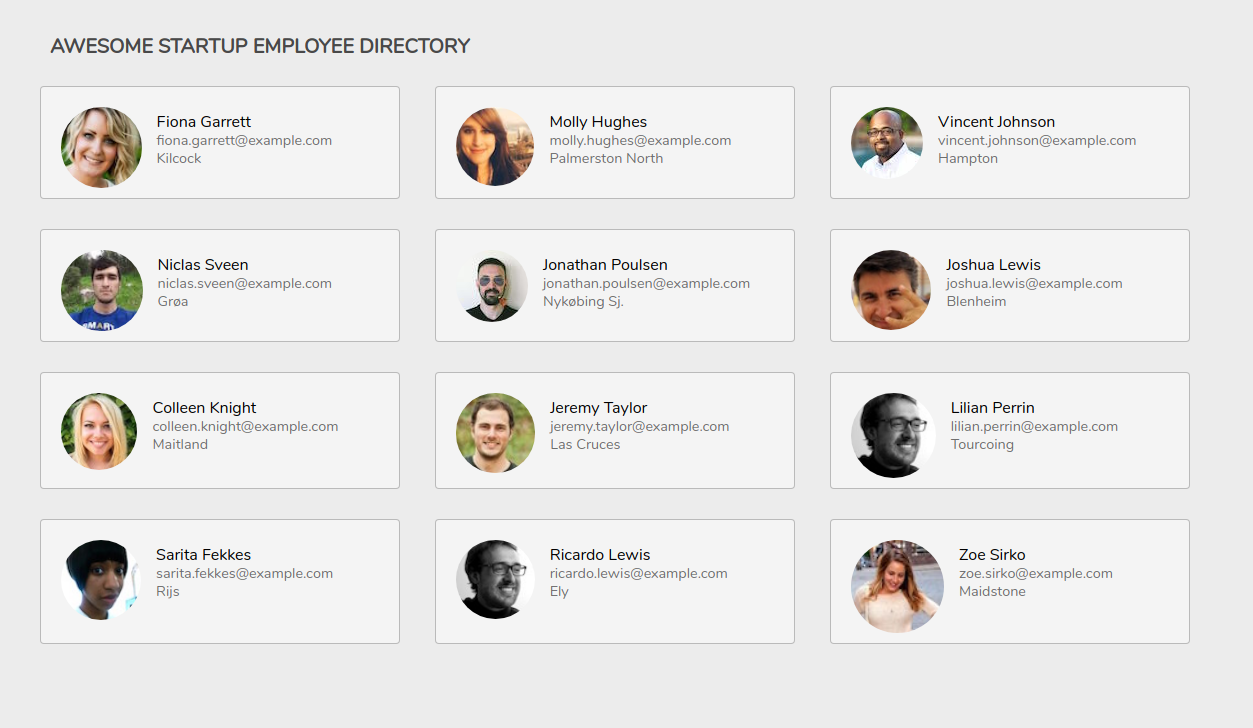 AWESOME STARTUP EMPLOYEE DIRECTORY
Fiona Garrett
fiona.garrett@example.com
Kilcock
Molly Hughes
molly.hughes@example.com
Palmerston North
Vincent Johnson
vincent.johnson@example.com
Hampton
Niclas Sveen
niclas.sveen@example.com
Grøa
SMART
Jonathan Poulsen
jonathan.poulsen@example.com
Nykøbing Sj.
Joshua Lewis
joshua.lewis@example.com
Blenheim
Colleen Knight
colleen.knight@example.com
Maitland
Jeremy Taylor
jeremy.taylor@example.com
Las Cruces
Lilian Perrin
lilian.perrin@example.com
Tourcoing
Sarita Fekkes
sarita.fekkes@example.com
Rijs
Ricardo Lewis
ricardo.lewis@example.com
Ely
Zoe Sirko
zoe.sirko@example.com
Maidstone